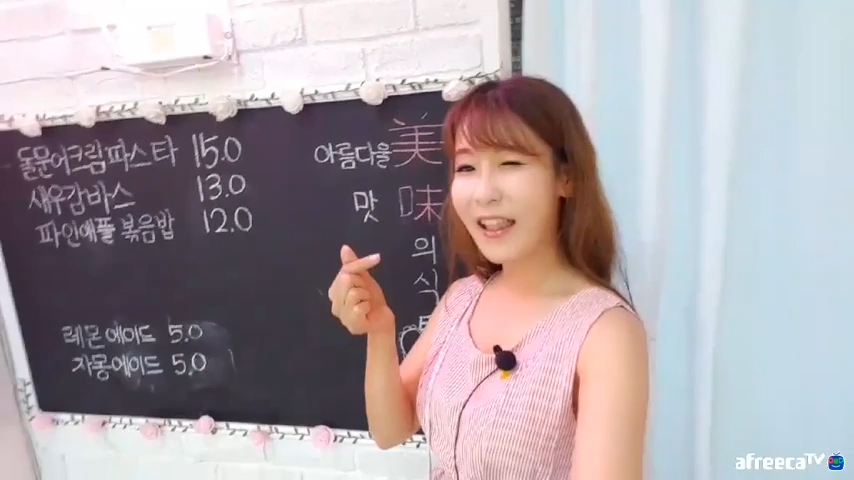 돌문어크림파스타 15.0
새우감바스 13.0
파인애플 볶음밥 12.0
레몬에이드 5.0
자몽에이드 5.0
아름다울 美
맛 味
의
식
afreecaTV